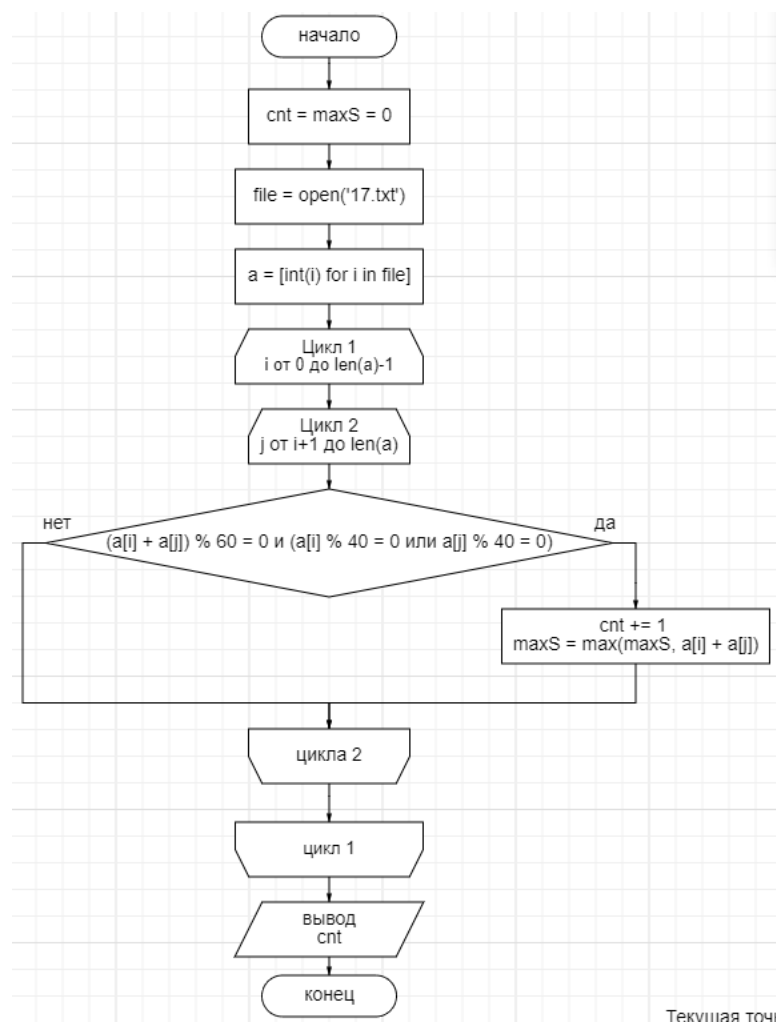 начало
cnt = maxS = 0
file = open('17.txt')
a = [int(i) for i in file]
Цикл 1
i от 0 до len(a)-1
Цикл 2
j от i+1 до len(a)
нет
да
(a[i] + a[j]) % 60 = 0 и (a[i] % 40 = 0 или a[j] % 40 = 0)
cnt += 1
maxS = max(maxS, a[i] + a[j])
цикла 2
цикл 1
вывод
cnt
конец
Текущая